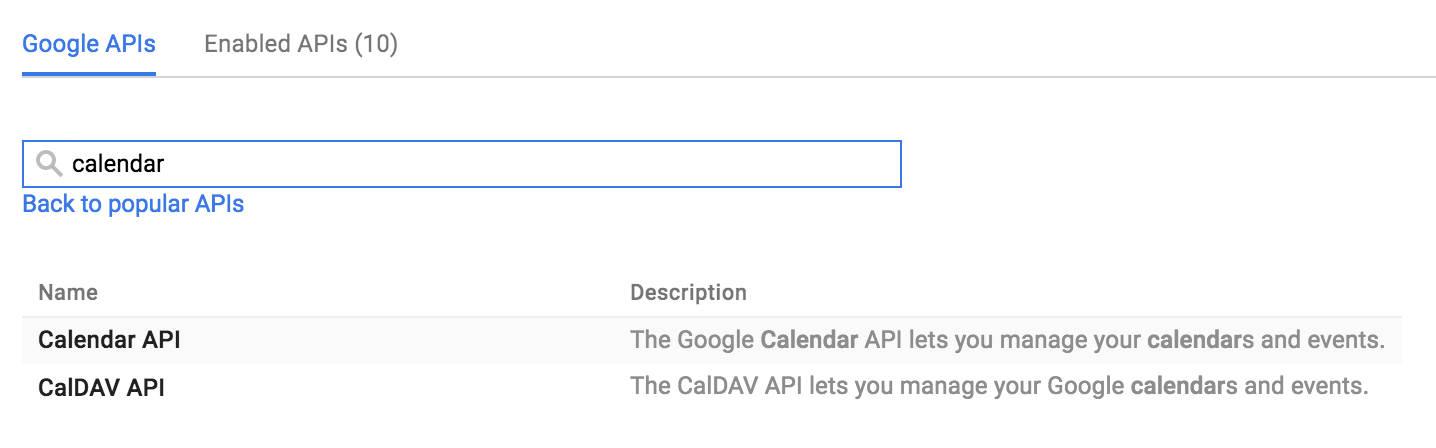 Google APIs Enabled APIs (10)
calendar
Back to popular APIs
Name Description
Calendar API The Google Calendar API lets you manage your calendars and events.
CalDAV API The CalDAV API lets you manage your Google calendars and events.